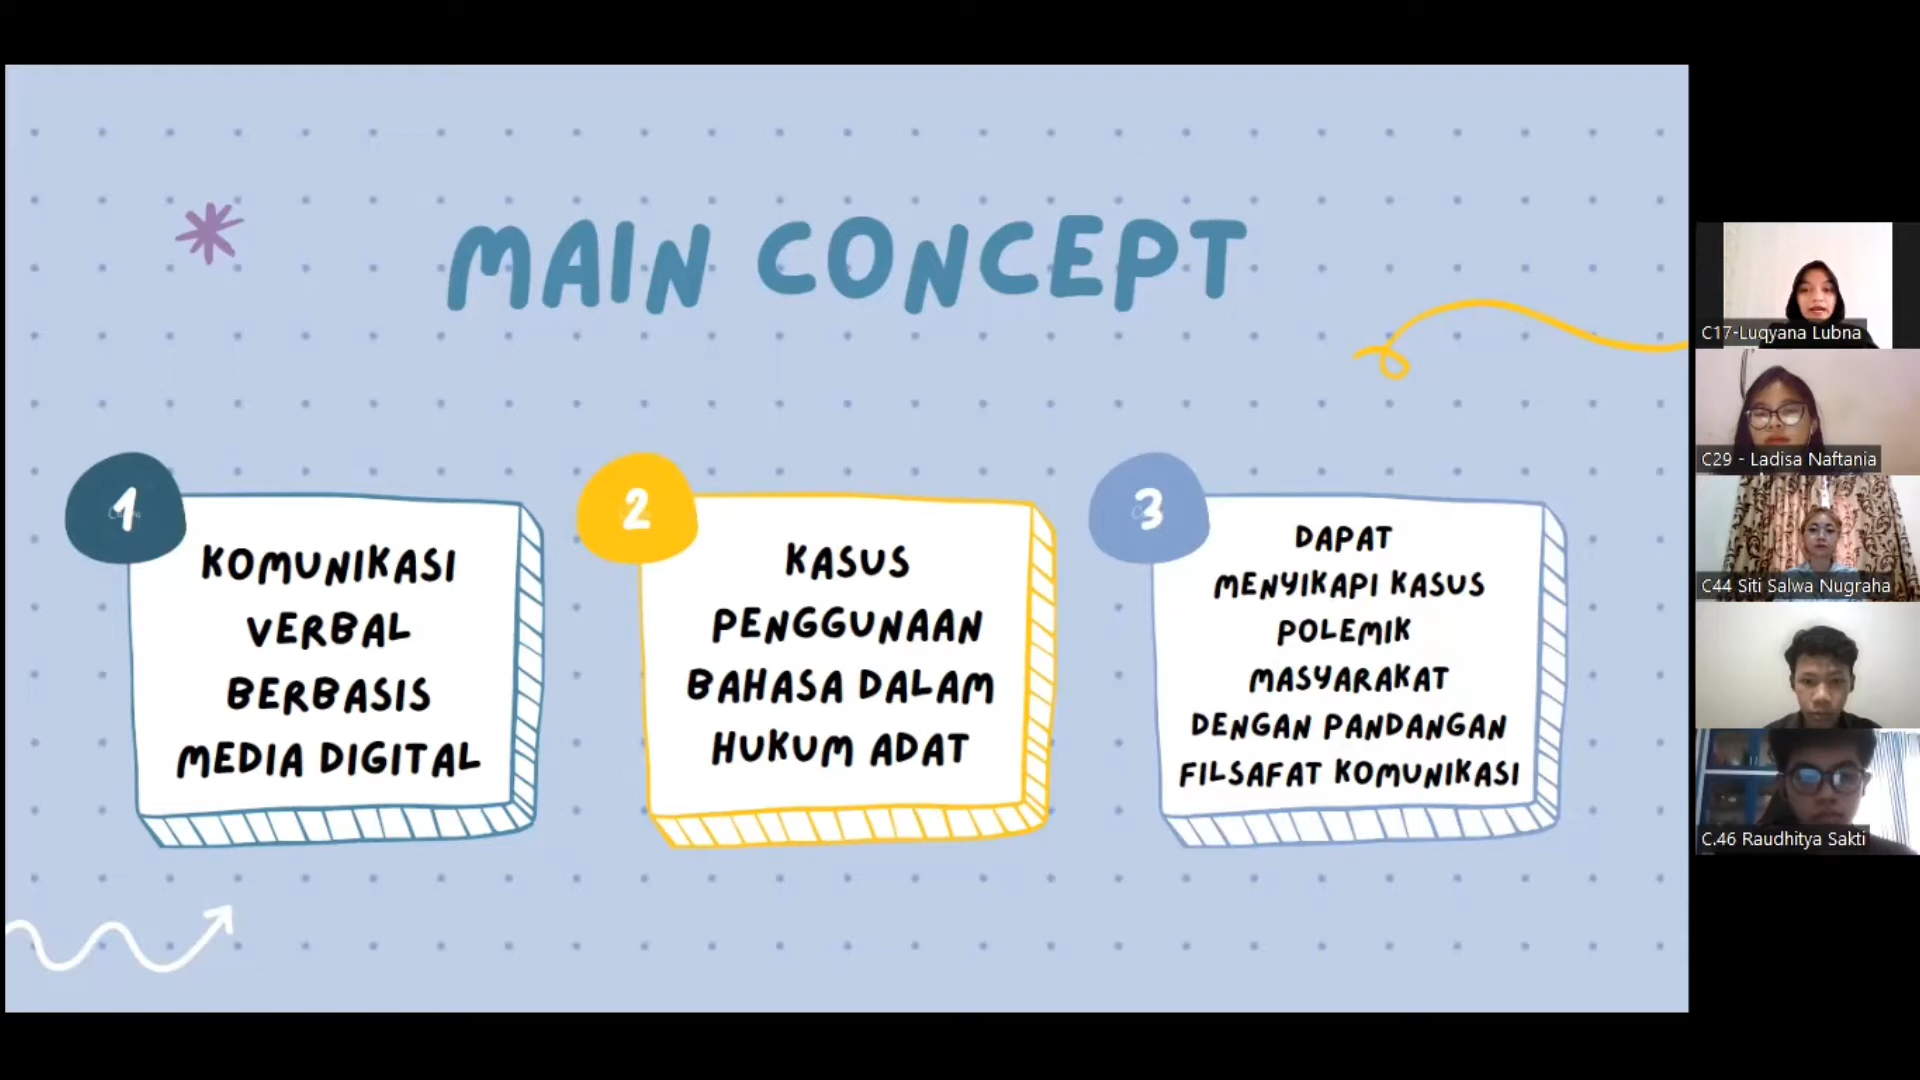 MAIN CONCEPT
1
KOMUNIKASI
VERBAL
BERBASIS
MEDIA DIGITAL
2
KASUS
PENGGUNAAN
BAHASA DALAM
HUKUM ADAT
3
DAPAT
MENYIKAPI KASUS
POLEMIK
MASYARAKAT
DENGAN PANDANGAN
FILSAFAT KOMUNIKASI
C17-Luqyana Lubna
C29 - Ladisa Naftania
C44 Siti Salwa Nugraha
C.46 Raudhitya Sakti